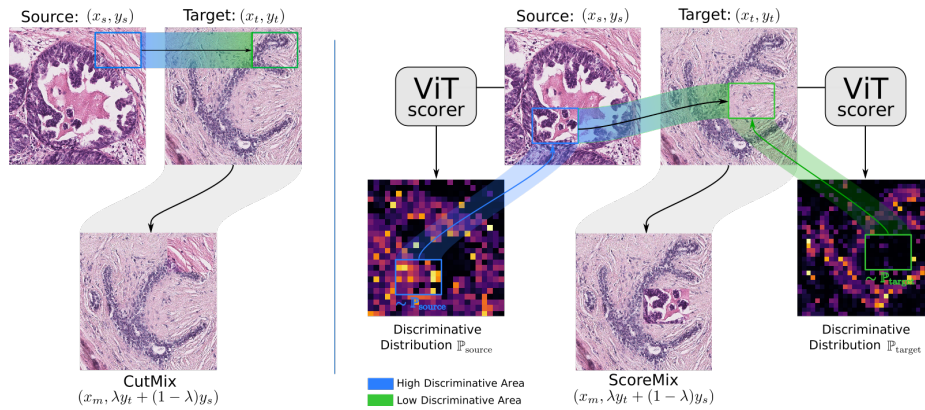 Source: (x_s, y_s)
Target: (x_t, y_t)
CutMix
(x_m, λy_t + (1 − λ)y_s)
Source: (x_s, y_s)
Target: (x_t, y_t)
ViT
scorer
ViT
scorer
∼ ℙ_source
∼ ℙ_target
Discriminative
Distribution ℙ_source
Discriminative
Distribution ℙ_target
High Discriminative Area
Low Discriminative Area
ScoreMix
(x_m, λy_t + (1 − λ)y_s)